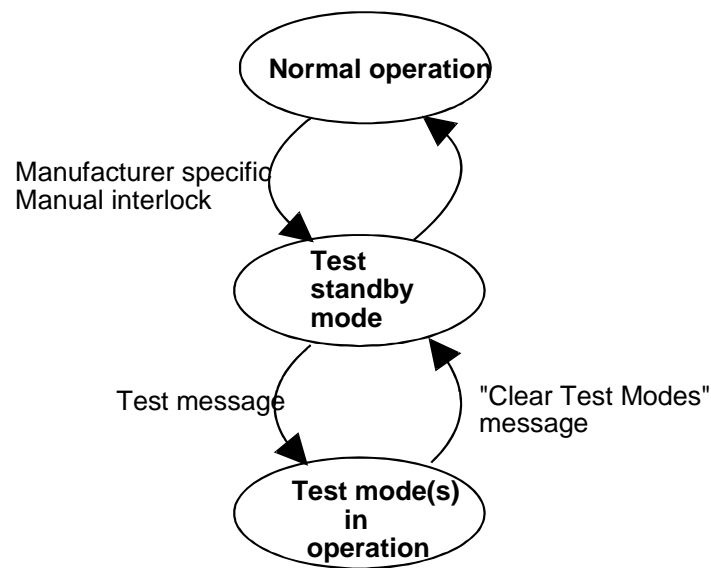 Normal operation
Manufacturer specific
Manual interlock
Test
standby
mode
Test message
"Clear Test Modes"
message
Test mode(s)
in
operation